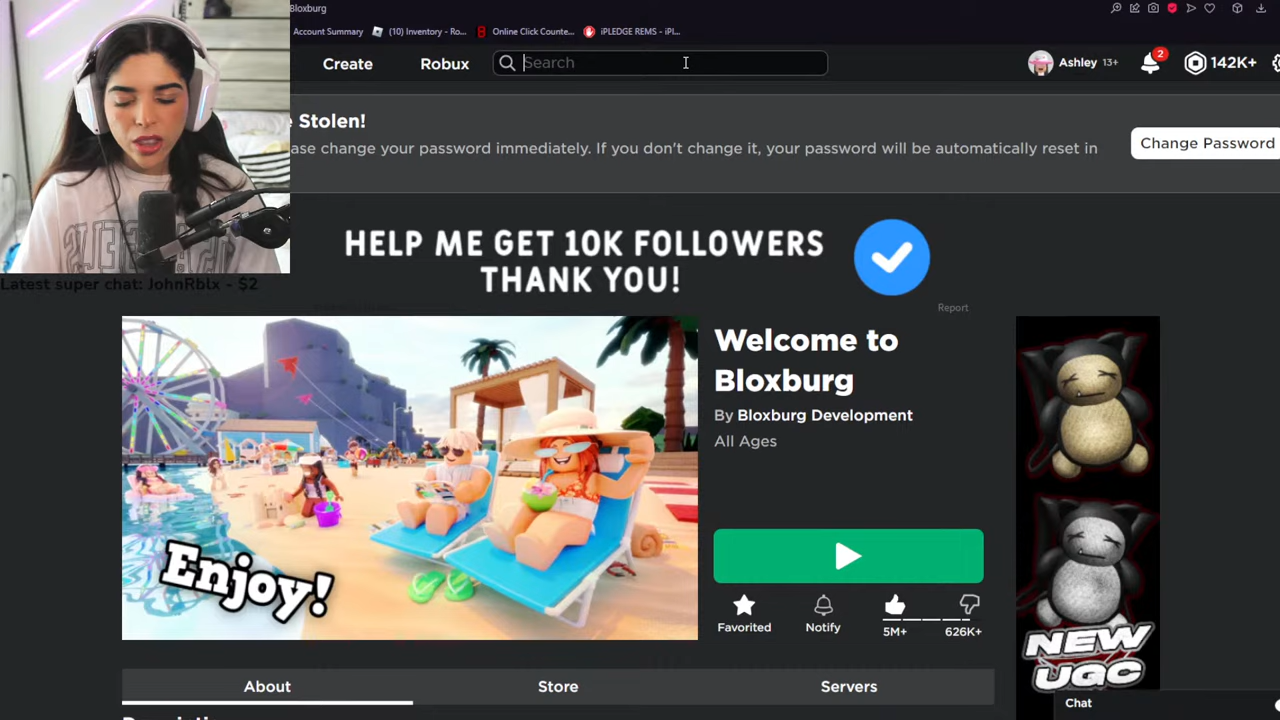 Bloxburg
Account Summary
(10) Inventory - Ro...
Online Click Counte...
iPLEDGE REMS - iPl...
Create
Robux
Search
Ashley 13+
2
142K+
e Stolen!
ase change your password immediately. If you don't change it, your password will be automatically reset in
Change Password
HELP ME GET 10K FOLLOWERS
THANK YOU!
Latest super chat: JohnRblx - $2
Report
Welcome to
Bloxburg
By Bloxburg Development
All Ages
Enjoy!
Favorited
Notify
5M+
626K+
NEW
UGC
About
Store
Servers
Chat